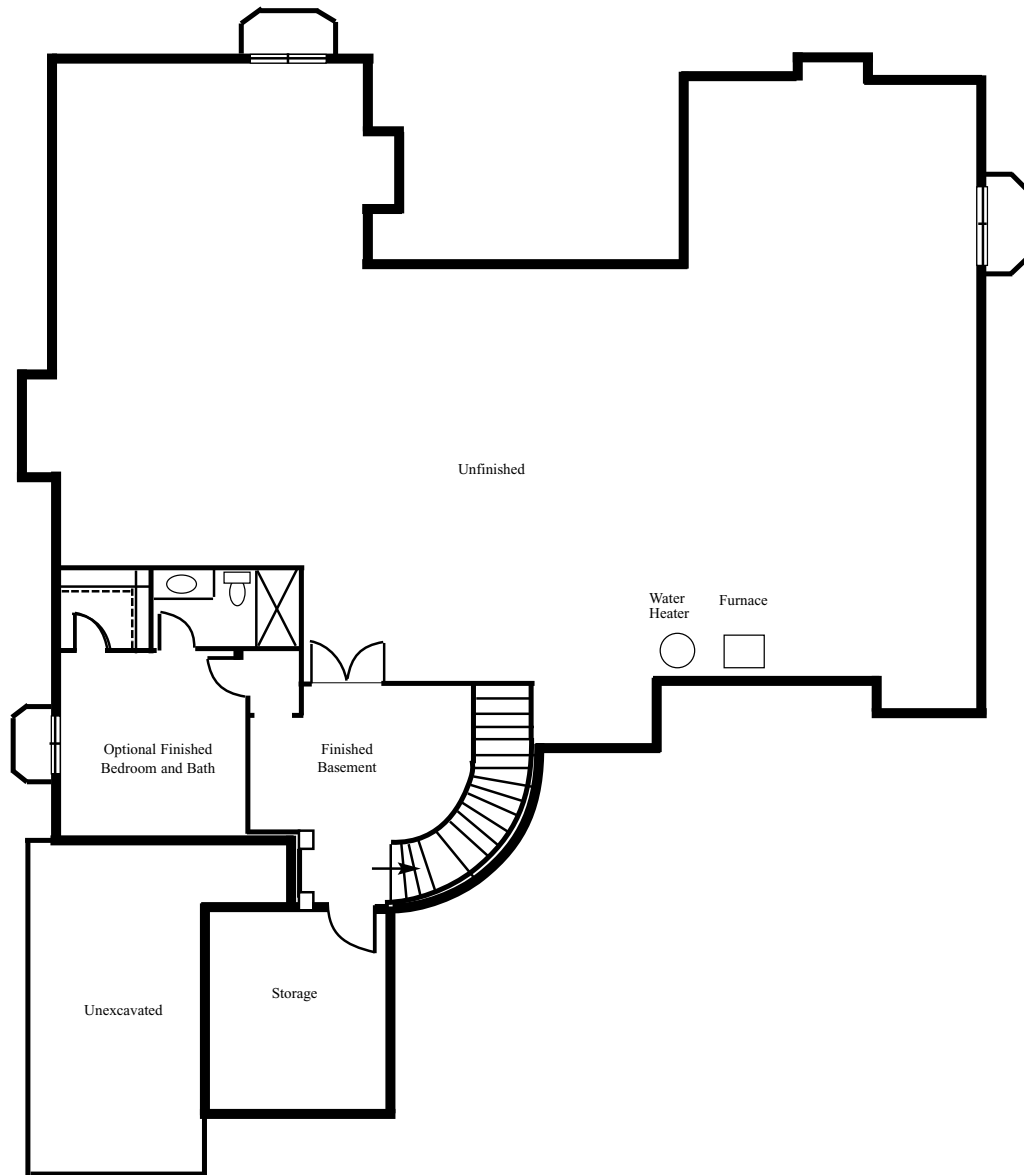 Unfinished
Water
Heater
Furnace
Optional Finished
Bedroom and Bath
Finished
Basement
Storage
Unexcavated